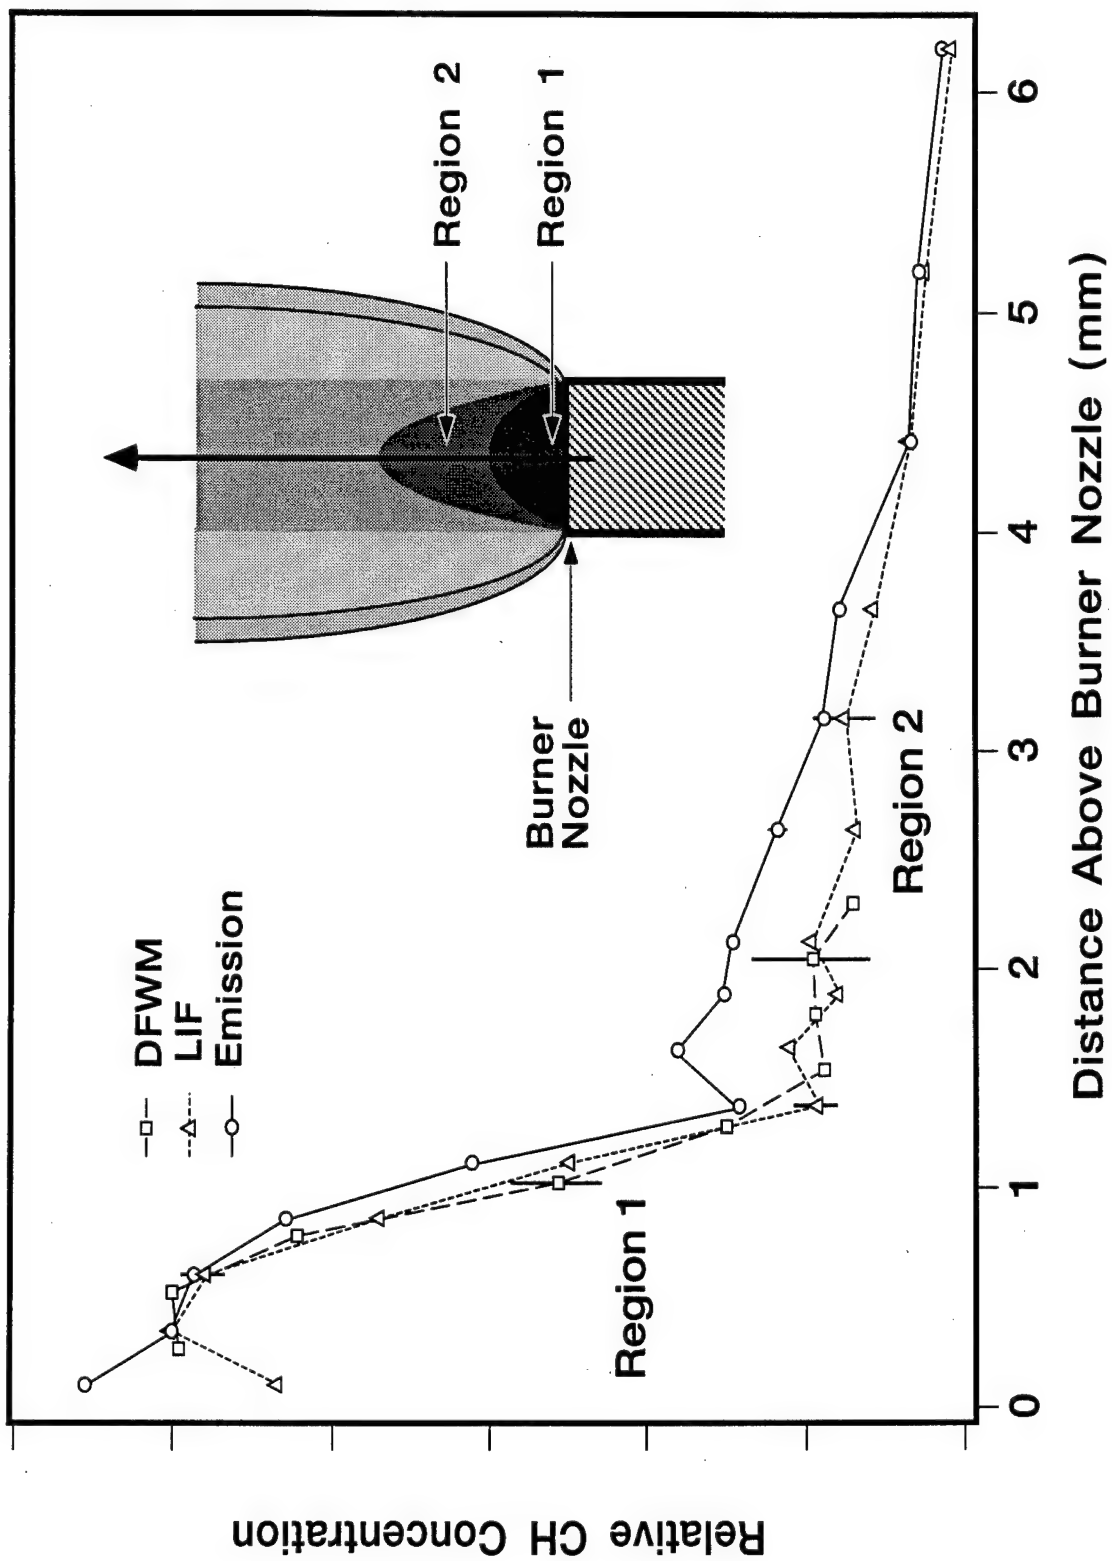 DFWM
LIF
Emission
Region 2
Region 1
Burner
Nozzle
Region 1
Region 2
0
1
2
3
4
5
6
Distance Above Burner Nozzle (mm)
Relative CH Concentration